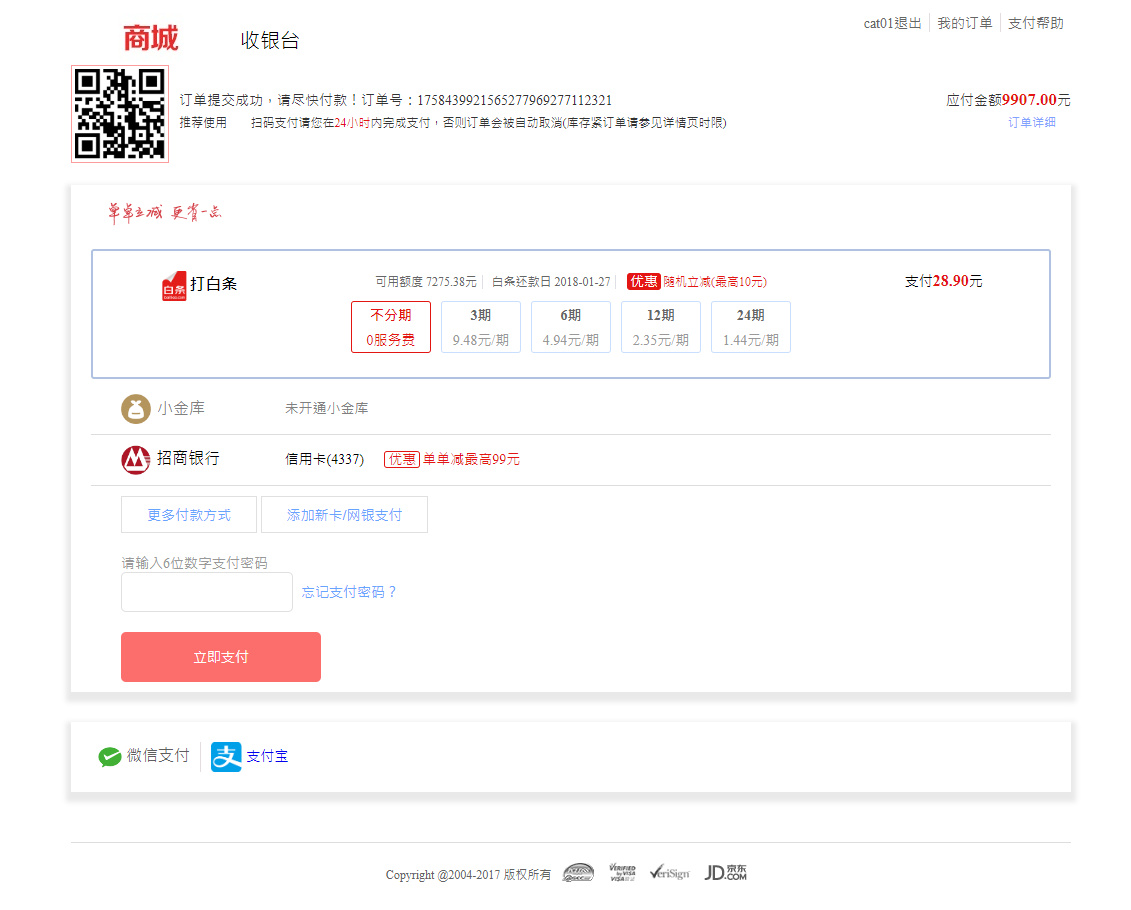 商城
收银台
cat01退出
我的订单
支付帮助
订单提交成功，请尽快付款！订单号：1758439921565277969277112321
应付金额9907.00元
推荐使用 扫码支付请您在24小时内完成支付，否则订单会被自动取消(库存紧订单请参见详情页时限)
订单详细
单单立减 更省一点
白条
打白条
可用额度 7275.38元
白条还款日 2018-01-27
优惠 随机立减(最高10元)
支付28.90元
不分期
0服务费
3期
9.48元/期
6期
4.94元/期
12期
2.35元/期
24期
1.44元/期
小金库
未开通小金库
招商银行
信用卡(4337)
优惠 单单减最高99元
更多付款方式
添加新卡/网银支付
请输入6位数字支付密码
忘记支付密码？
立即支付
微信支付
支
支付宝
Copyright @2004-2017 版权所有
VERIFIED by VISA
VeriSign
JD京东.COM